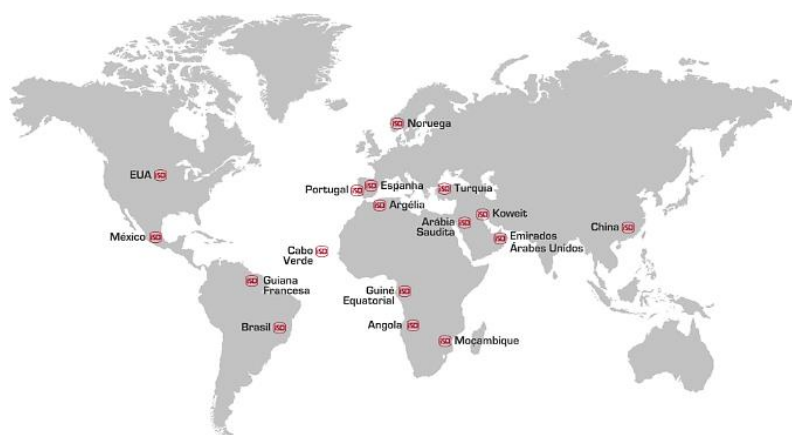 Noruega
EUA
Portugal
Espanha
Turquia
Argélia
Koweit
Arábia
Saudita
China
México
Emirados
Árabes Unidos
Cabo
Verde
Guiana
Francesa
Guiné
Equatorial
Brasil
Angola
Mocambique